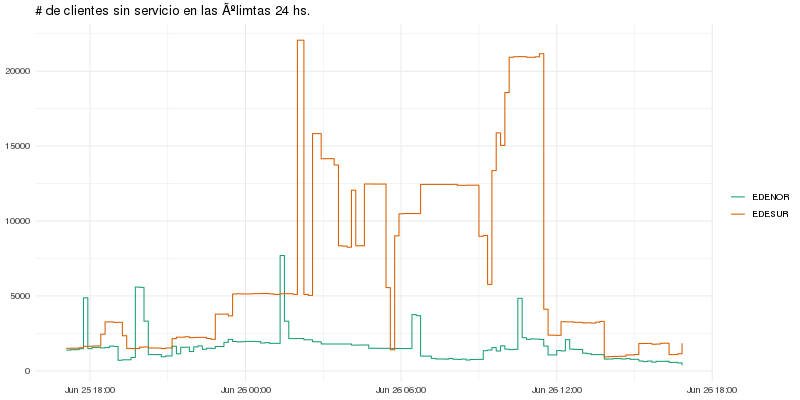 # de clientes sin servicio en las Ãºlimtas 24 hs.
20000
15000
10000
5000
0
Jun 25 18:00
Jun 26 00:00
Jun 26 06:00
Jun 26 12:00
Jun 26 18:00
EDENOR
EDESUR